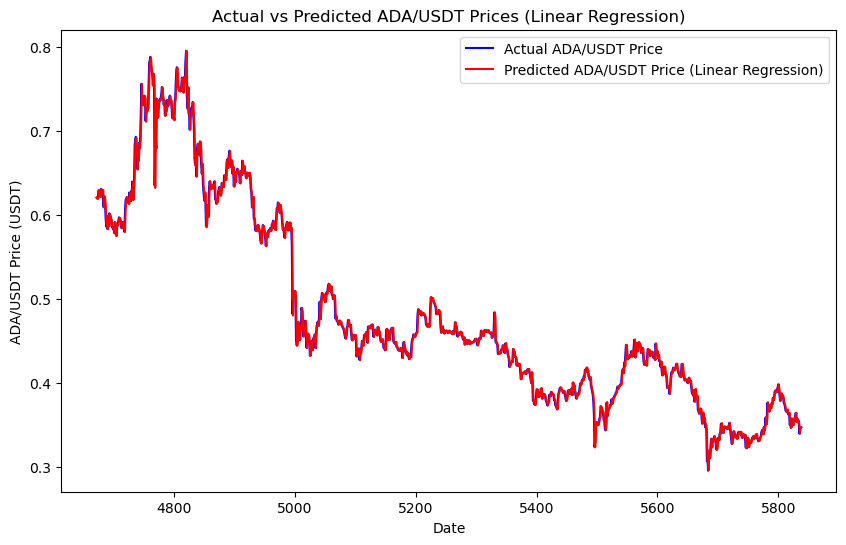 Actual vs Predicted ADA/USDT Prices (Linear Regression)
Actual ADA/USDT Price
Predicted ADA/USDT Price (Linear Regression)
ADA/USDT Price (USDT)
0.8
0.7
0.6
0.5
0.4
0.3
4800
5000
5200
5400
5600
5800
Date